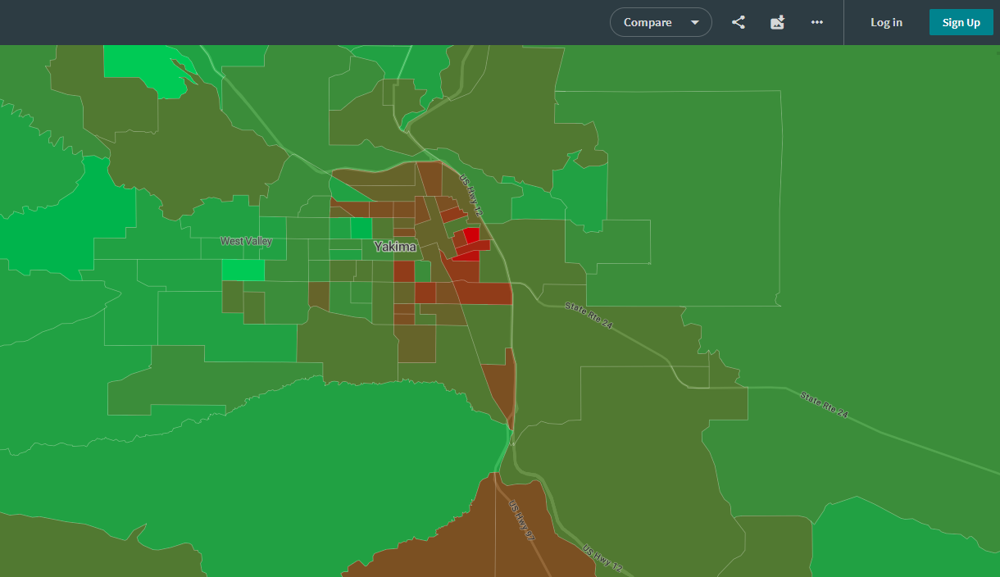 Compare
Log in
Sign Up
US Hwy 12
West Valley
Yakima
State Rte 24
State Rte 24
US Hwy 97
US Hwy 12